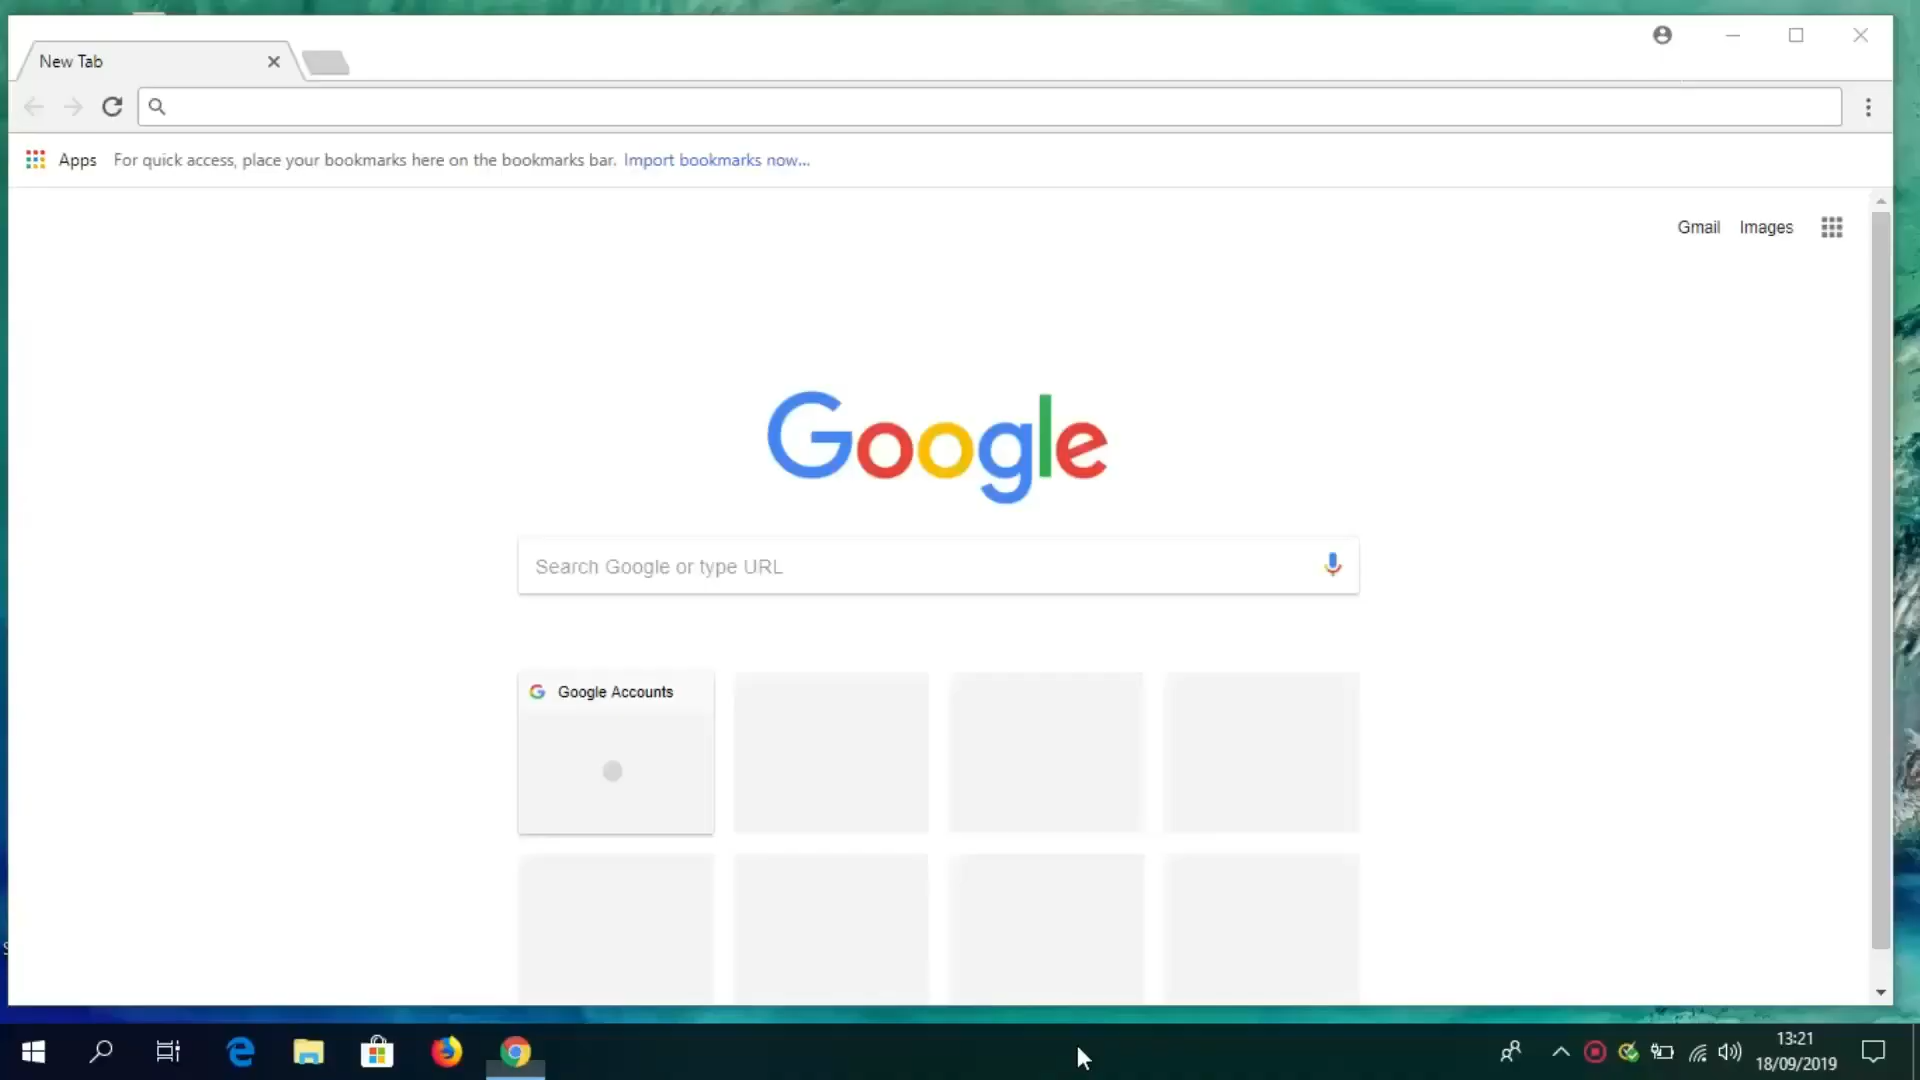 New Tab
Apps For quick access, place your bookmarks here on the bookmarks bar. Import bookmarks now...
Gmail Images
Google
Search Google or type URL
Google Accounts
13:21
18/09/2019